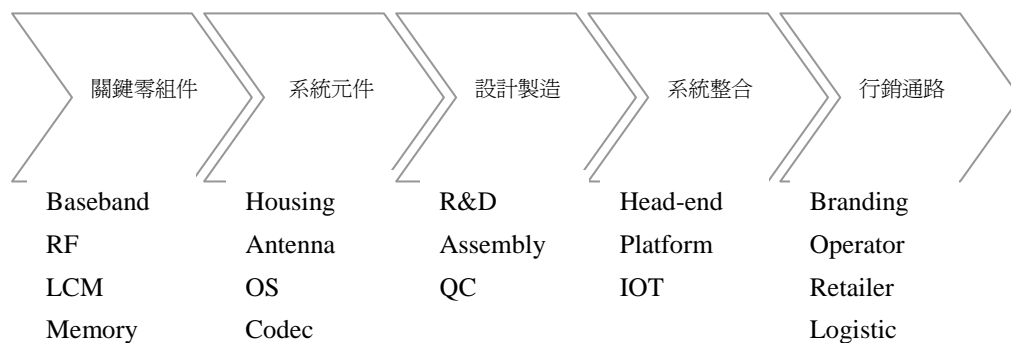 關鍵零組件 系統元件 設計製造 系統整合 行銷通路
Baseband Housing R&D Head-end Branding
RF Antenna Assembly Platform Operator
LCM OS QC IOT Retailer
Memory Codec Logistic